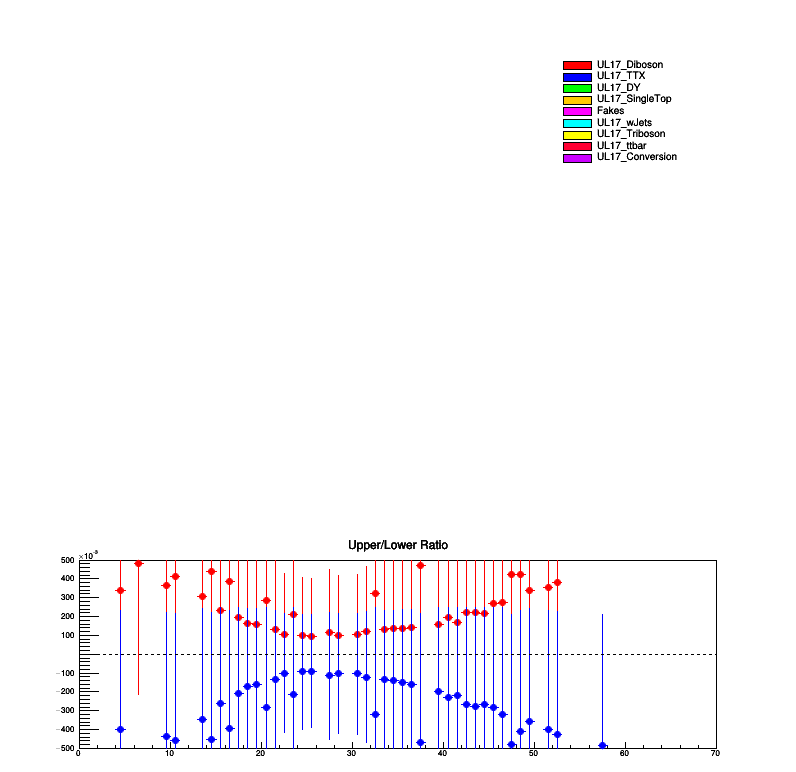 UL17_Diboson
UL17_TTX
UL17_DY
UL17_SingleTop
Fakes
UL17_wJets
UL17_Triboson
UL17_ttbar
UL17_Conversion
Upper/Lower Ratio
×10⁻³
500
400
300
200
100
-100
-200
-300
-400
-500
0 10 20 30 40 50 60 70